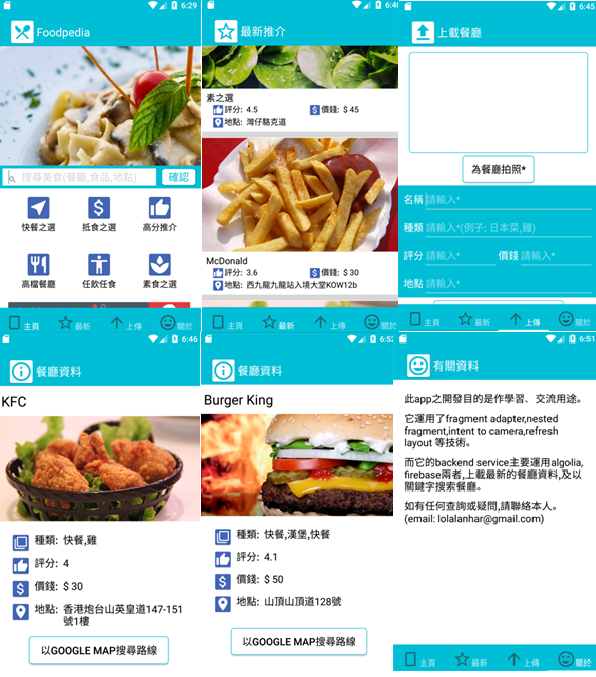 6:29
Foodpedia
搜尋美食(餐廳,食品,地點)
確認
快餐之選
抵食之選
高分推介
高檔餐廳
任飲任食
素食之選
主頁
最新
上傳
關於
6:40
最新推介
素之選
評分: 4.5
價錢: $ 45
地點: 灣仔駱克道
McDonald
評分: 3.6
價錢: $ 30
地點: 西九龍九龍站入境大堂KOW12b
主頁
最新
上傳
關於
6:45
上載餐廳
為餐廳拍照*
名稱 請輸入*
種類 請輸入*(例子: 日本菜,雞)
評分 請輸入*
價錢 請輸入*
地點 請輸入*
主頁
最新
上傳
關於
6:46
餐廳資料
KFC
種類: 快餐,雞
評分: 4
價錢: $ 30
地點: 香港炮台山英皇道147-151
號1樓
以GOOGLE MAP搜尋路線
6:52
餐廳資料
Burger King
種類: 快餐,漢堡,快餐
評分: 4.1
價錢: $ 50
地點: 山頂山頂道128號
以GOOGLE MAP搜尋路線
6:51
有關資料
此app之開發目的是作學習、交流用途。
它運用了fragment adapter,nested
fragment,intent to camera,refresh
layout 等技術。
而它的backend service主要運用algolia,
firebase兩者,上載最新的餐廳資料,及以
關鍵字搜索餐廳。
如有任何查詢或疑問,請聯絡本人。
(email: lolalanhar@gmail.com)
主頁
最新
上傳
關於